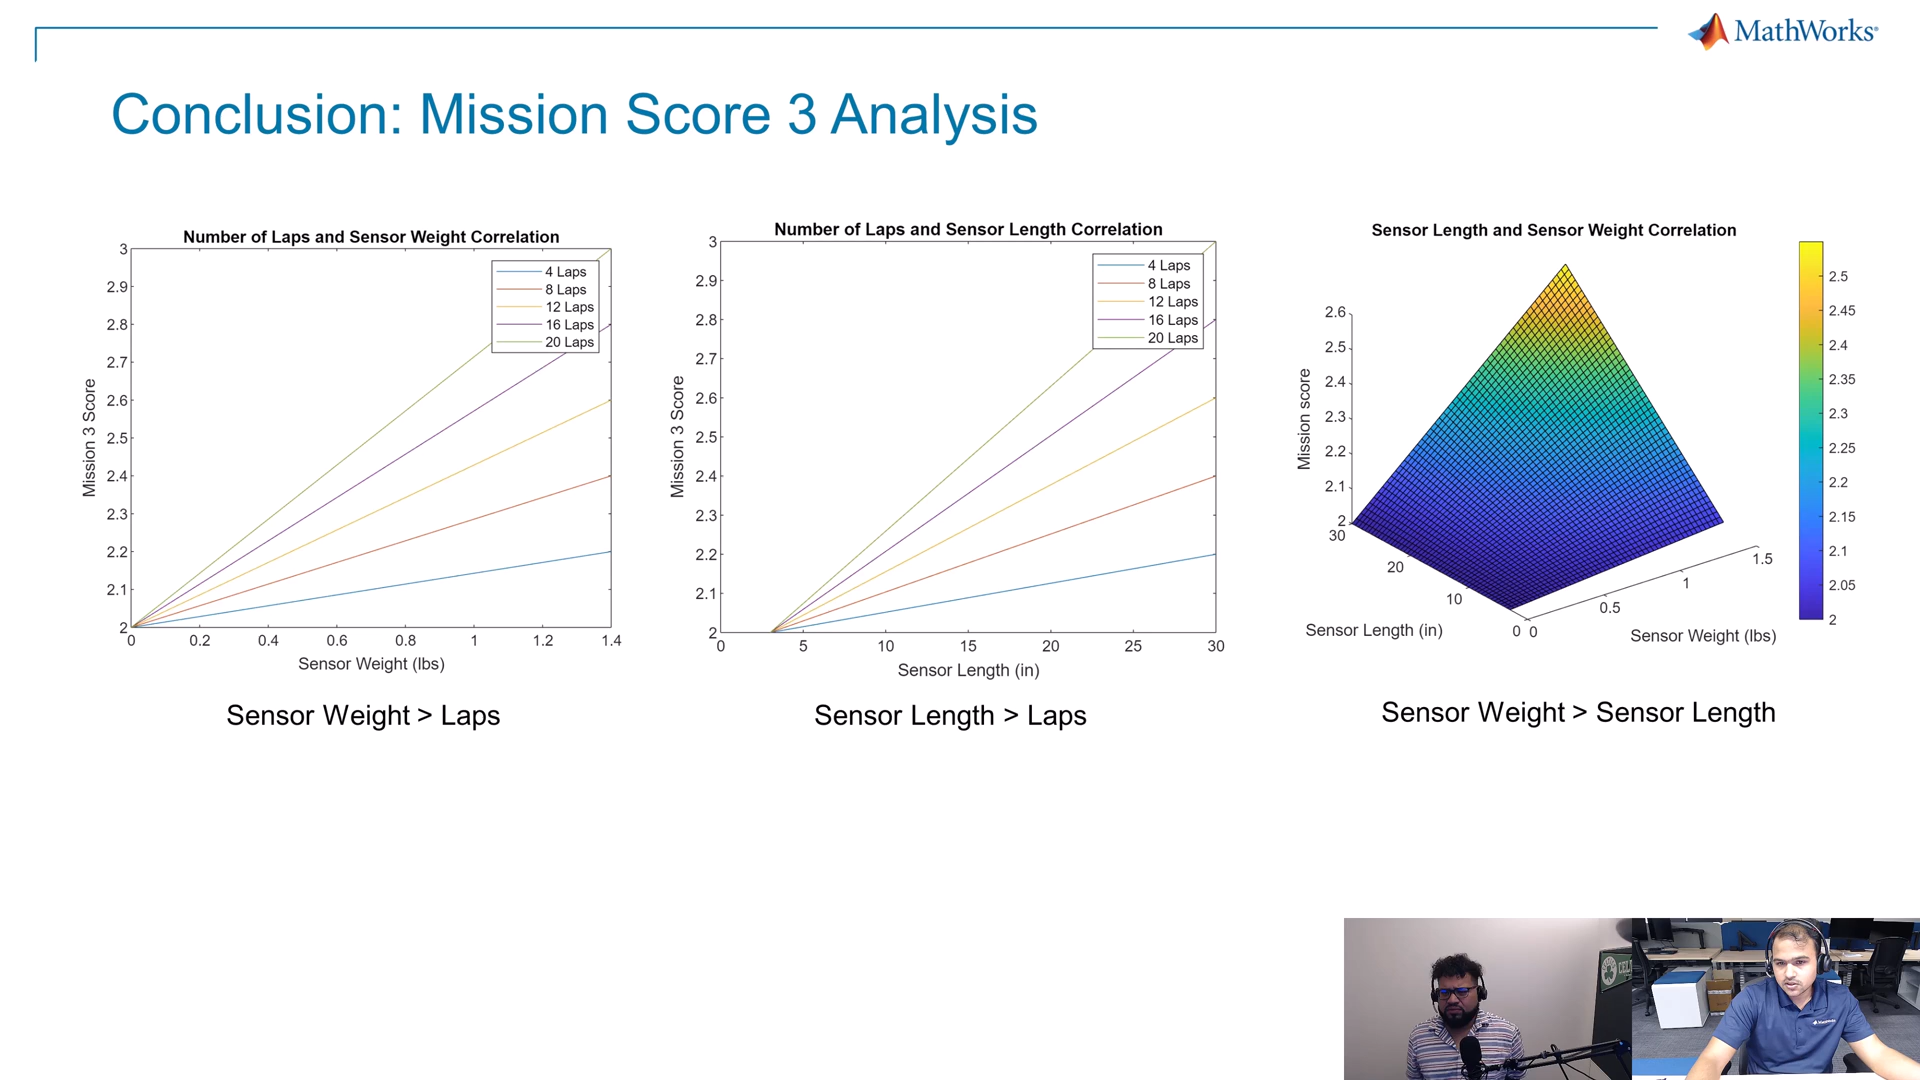 MathWorks®
Conclusion: Mission Score 3 Analysis
Number of Laps and Sensor Weight Correlation
3
2.9
2.8
2.7
2.6
2.5
2.4
2.3
2.2
2.1
2
Mission 3 Score
4 Laps
8 Laps
12 Laps
16 Laps
20 Laps
0 0.2 0.4 0.6 0.8 1 1.2 1.4
Sensor Weight (lbs)
Sensor Weight > Laps
Number of Laps and Sensor Length Correlation
3
2.9
2.8
2.7
2.6
2.5
2.4
2.3
2.2
2.1
2
Mission 3 Score
4 Laps
8 Laps
12 Laps
16 Laps
20 Laps
0 5 10 15 20 25 30
Sensor Length (in)
Sensor Length > Laps
Sensor Length and Sensor Weight Correlation
2.6
2.5
2.4
2.3
2.2
2.1
2
Mission score
30
20
10
0
Sensor Length (in)
0
0.5
1
1.5
Sensor Weight (lbs)
2.5
2.45
2.4
2.35
2.3
2.25
2.2
2.15
2.1
2.05
2
Sensor Weight > Sensor Length
MathWorks